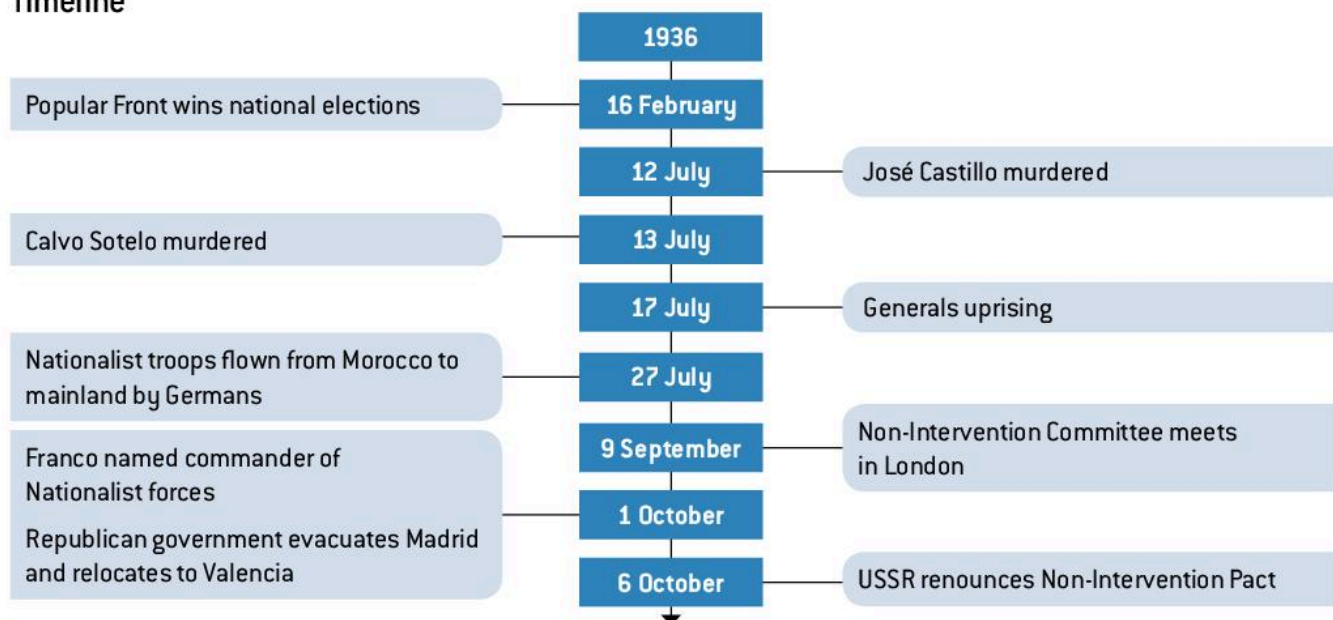 Timeline
1936
Popular Front wins national elections
16 February
12 July
José Castillo murdered
Calvo Sotelo murdered
13 July
17 July
Generals uprising
Nationalist troops flown from Morocco to
mainland by Germans
27 July
9 September
Non-Intervention Committee meets
in London
Franco named commander of
Nationalist forces
Republican government evacuates Madrid
and relocates to Valencia
1 October
6 October
USSR renounces Non-Intervention Pact